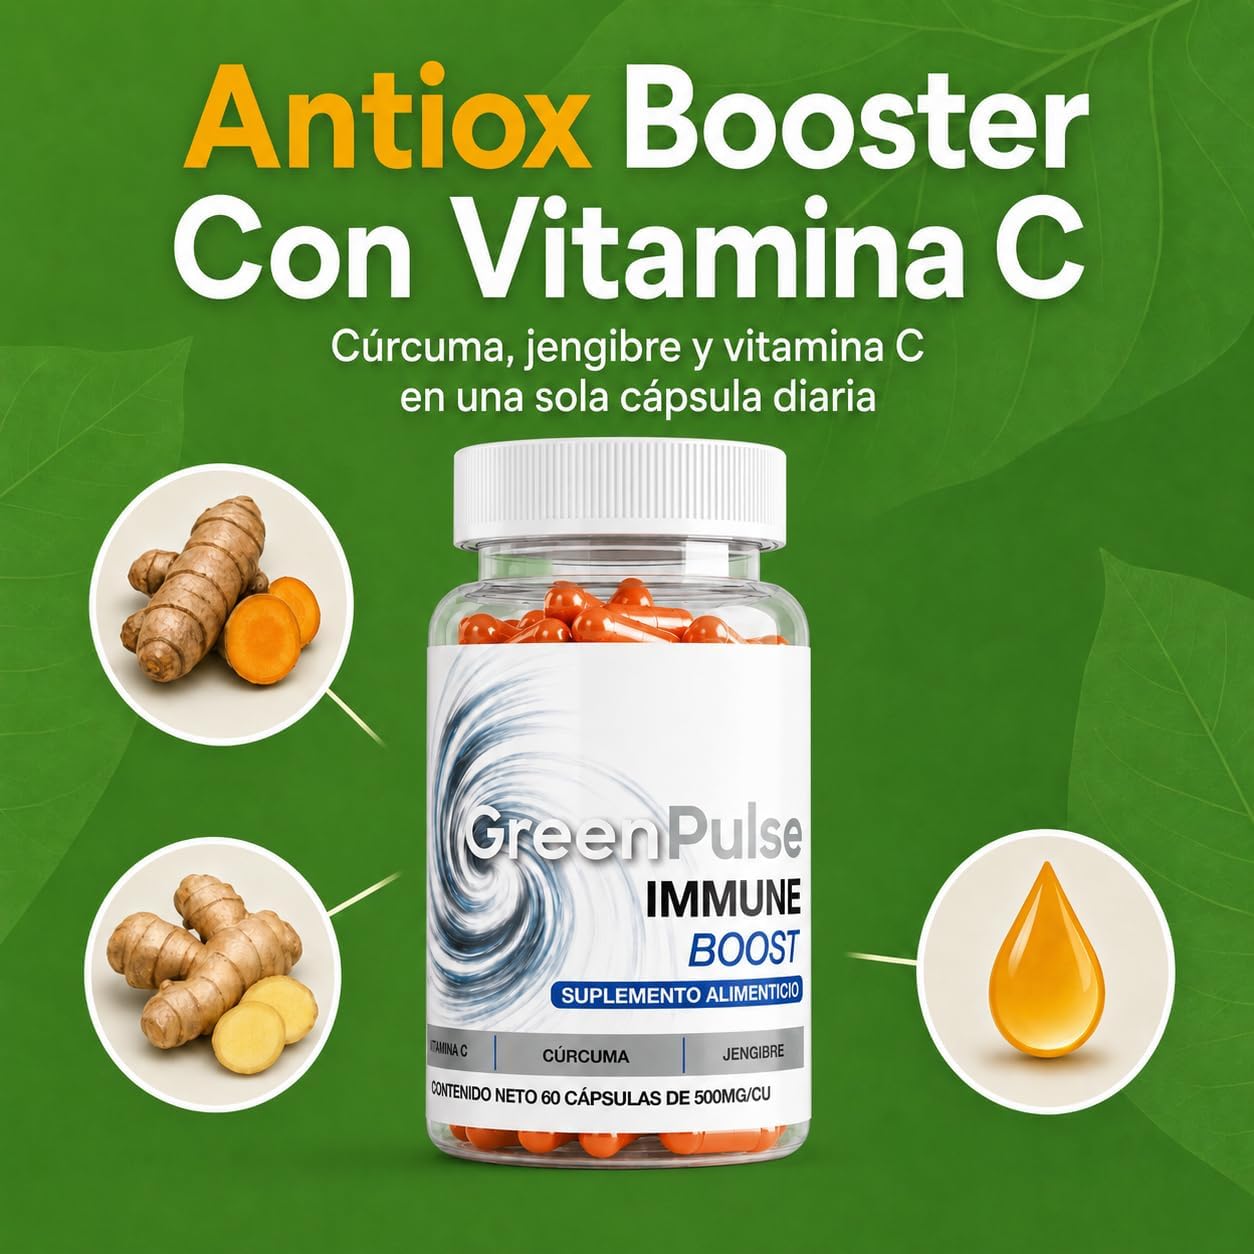 Antiox Booster
Con Vitamina C
Cúrcuma, jengibre y vitamina C
en una sola cápsula diaria
GreenPulse
IMMUNE
BOOST
SUPLEMENTO ALIMENTICIO
VITAMINA C CÚRCUMA JENGIBRE
CONTENIDO NETO 60 CÁPSULAS DE 500MG/CU